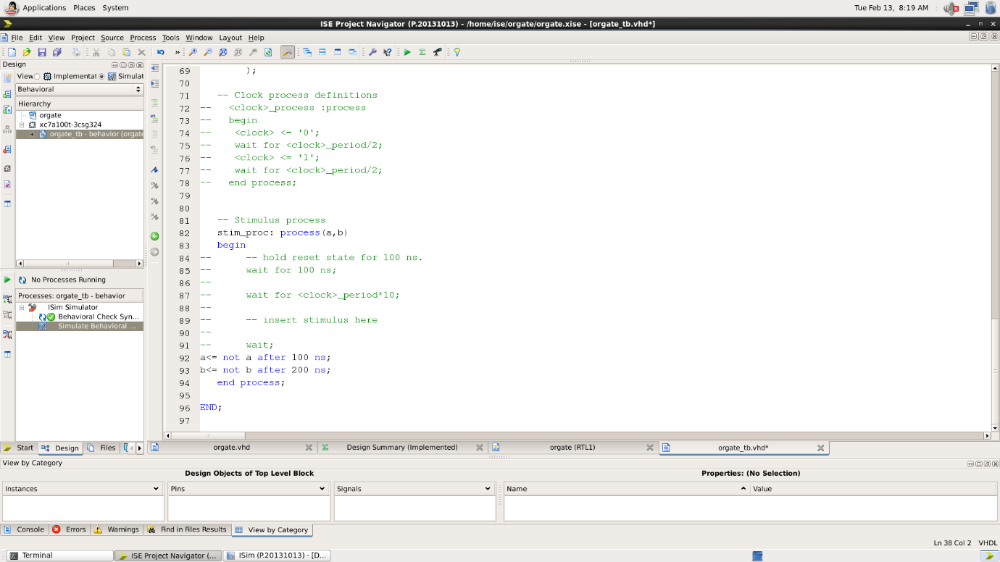 Applications Places System Tue Feb 13, 8:19 AM
ISE Project Navigator (P.20131013) - /home/ise/orgate/orgate.xise - [orgate_tb.vhd*]
File Edit View Project Source Process Tools Window Layout Help
»
Design
View: Implementat Simulat
Behavioral
Hierarchy
orgate
xc7a100t-3csg324
orgate_tb - behavior (orgate
No Processes Running
Processes: orgate_tb - behavior
ISim Simulator
Behavioral Check Syn...
Simulate Behavioral ...
Start Design Files
69 );
70
71 -- Clock process definitions
72 -- <clock>_process :process
73 -- begin
74 -- <clock> <= '0';
75 -- wait for <clock>_period/2;
76 -- <clock> <= '1';
77 -- wait for <clock>_period/2;
78 -- end process;
79
80
81 -- Stimulus process
82 stim_proc: process(a,b)
83 begin
84 -- -- hold reset state for 100 ns.
85 -- wait for 100 ns;
86 --
87 -- wait for <clock>_period*10;
88 --
89 -- -- insert stimulus here
90 --
91 -- wait;
92 a<= not a after 100 ns;
93 b<= not b after 200 ns;
94 end process;
95
96 END;
97
orgate.vhd Design Summary (Implemented) orgate (RTL1) orgate_tb.vhd*
View by Category
Design Objects of Top Level Block Properties: (No Selection)
Instances Pins Signals Name Value
Console Errors Warnings Find in Files Results View by Category
Ln 38 Col 2 VHDL
Terminal ISE Project Navigator (... ISim (P.20131013) - [D...